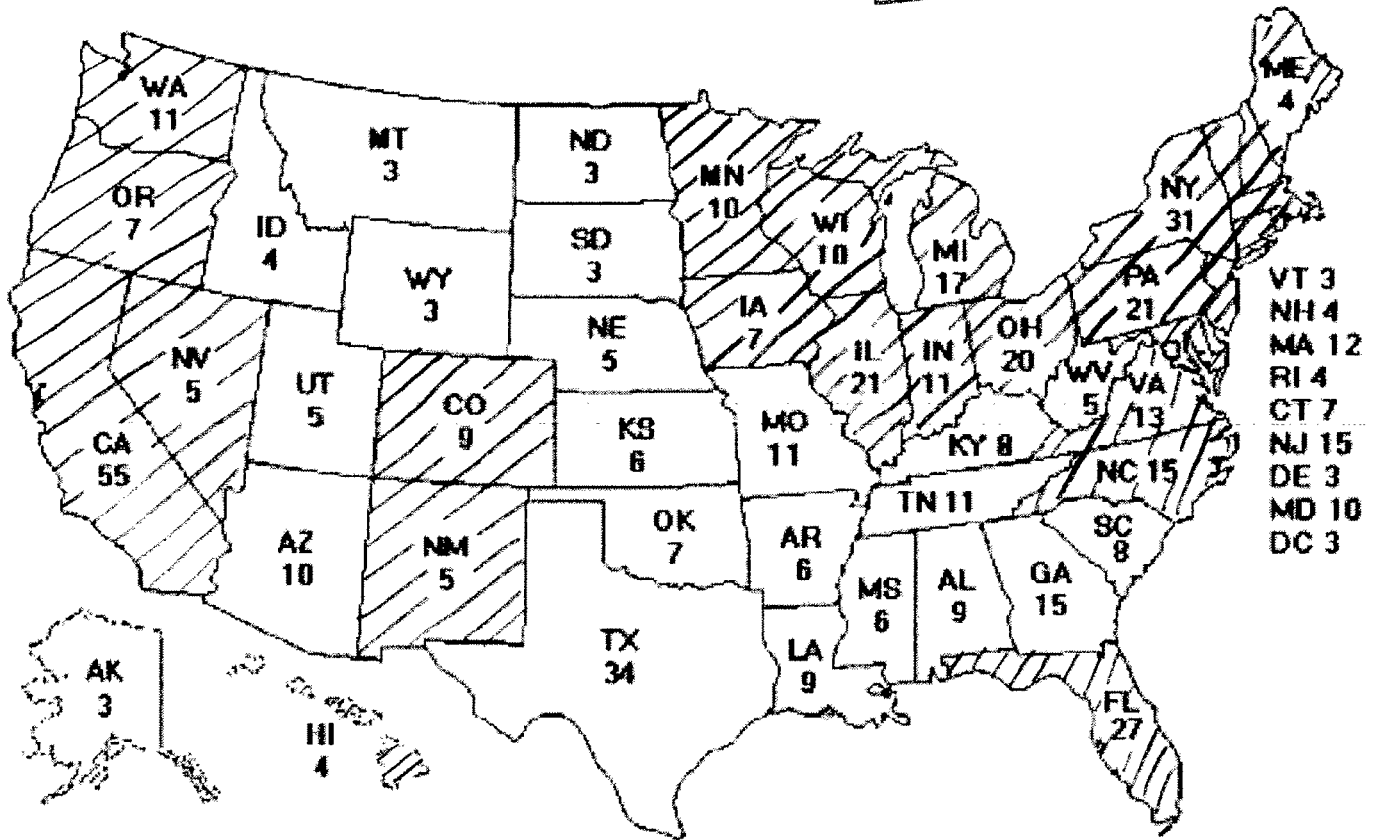 WA
11
OR
7
CA
55
NV
5
ID
4
MT
3
WY
3
UT
5
AZ
10
CO
9
NM
5
ND
3
SD
3
NE
5
KS
6
OK
7
TX
34
MN
10
IA
7
MO
11
AR
6
LA
9
WI
10
IL
21
MI
17
IN
11
OH
20
KY 8
TN 11
MS
6
AL
9
GA
15
FL
27
SC
8
NC 15
VA
13
WV
5
PA
21
NY
31
ME
4
VT 3
NH 4
MA 12
RI 4
CT 7
NJ 15
DE 3
MD 10
DC 3
AK
3
HI
4